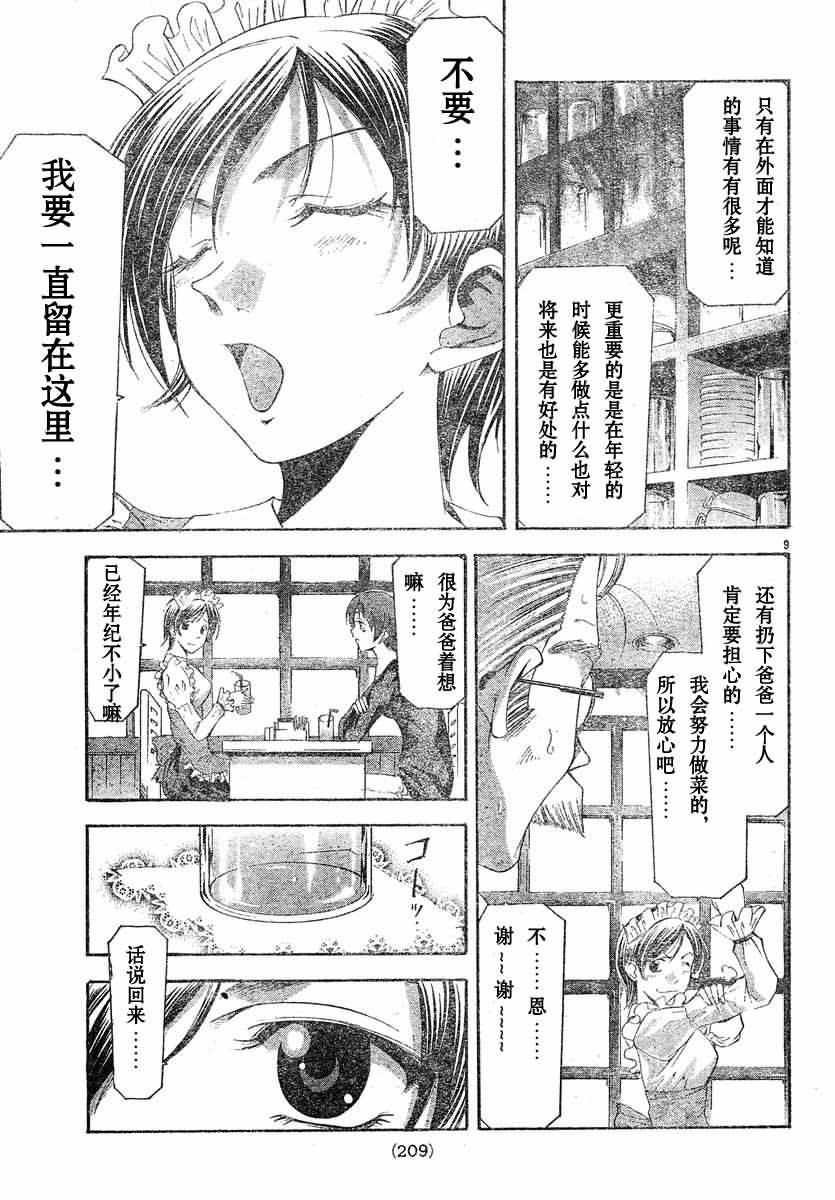 只有在外面才能知道
的事情有有很多呢…
更重要的是是在年轻的
时候能多做点什么也对
将来也是有好处的……
不要…
我要一直留在这里…
9
还有扔下爸爸一个人
肯定要担心的……
我会努力做菜的，
所以放心吧……
不……恩……
谢~~谢~~~~
很为爸爸着想
嘛……
已经年纪不小了嘛
コトッ…
话说回来……
(209)